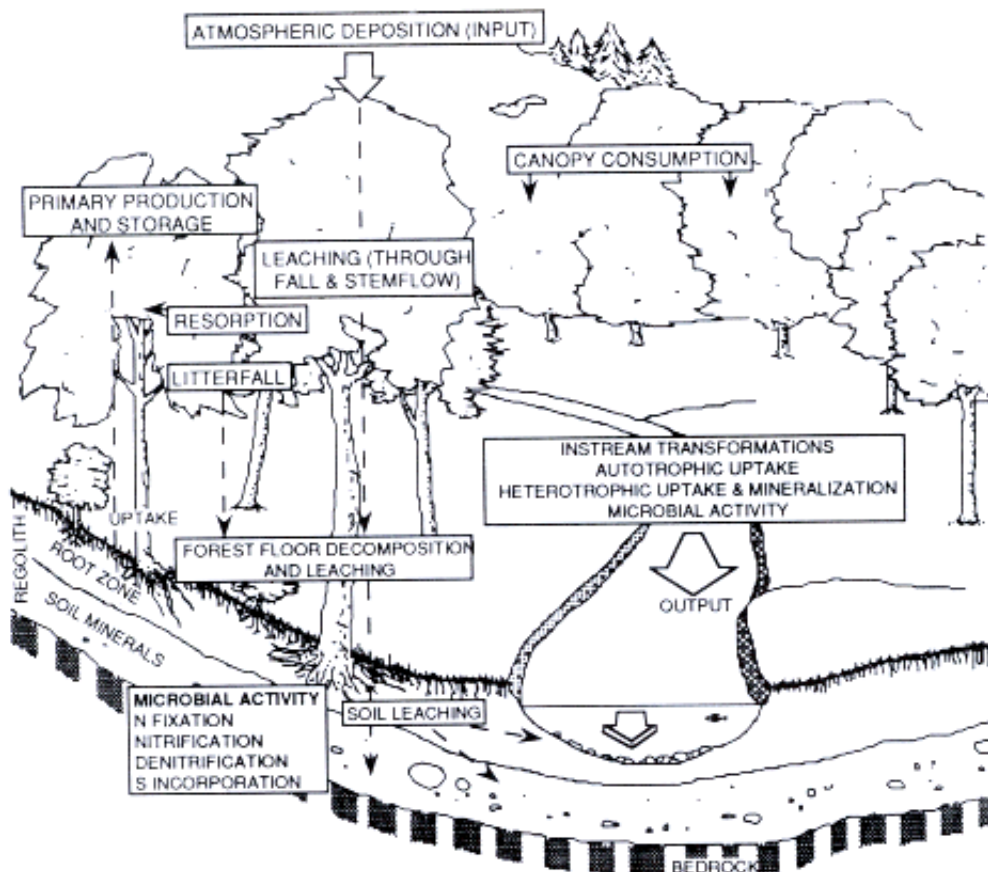 ATMOSPHERIC DEPOSITION (INPUT)
CANOPY CONSUMPTION
PRIMARY PRODUCTION
AND STORAGE
LEACHING (THROUGH
FALL & STEMFLOW)
RESORPTION
LITTERFALL
INSTREAM TRANSFORMATIONS
AUTOTROPHIC UPTAKE
HETEROTROPHIC UPTAKE & MINERALIZATION
MICROBIAL ACTIVITY
UPTAKE
FOREST FLOOR DECOMPOSITION
AND LEACHING
OUTPUT
REGOLITH
ROOT ZONE
SOIL MINERALS
MICROBIAL ACTIVITY
N FIXATION
NITRIFICATION
DENITRIFICATION
S INCORPORATION
SOIL LEACHING
BEDROCK